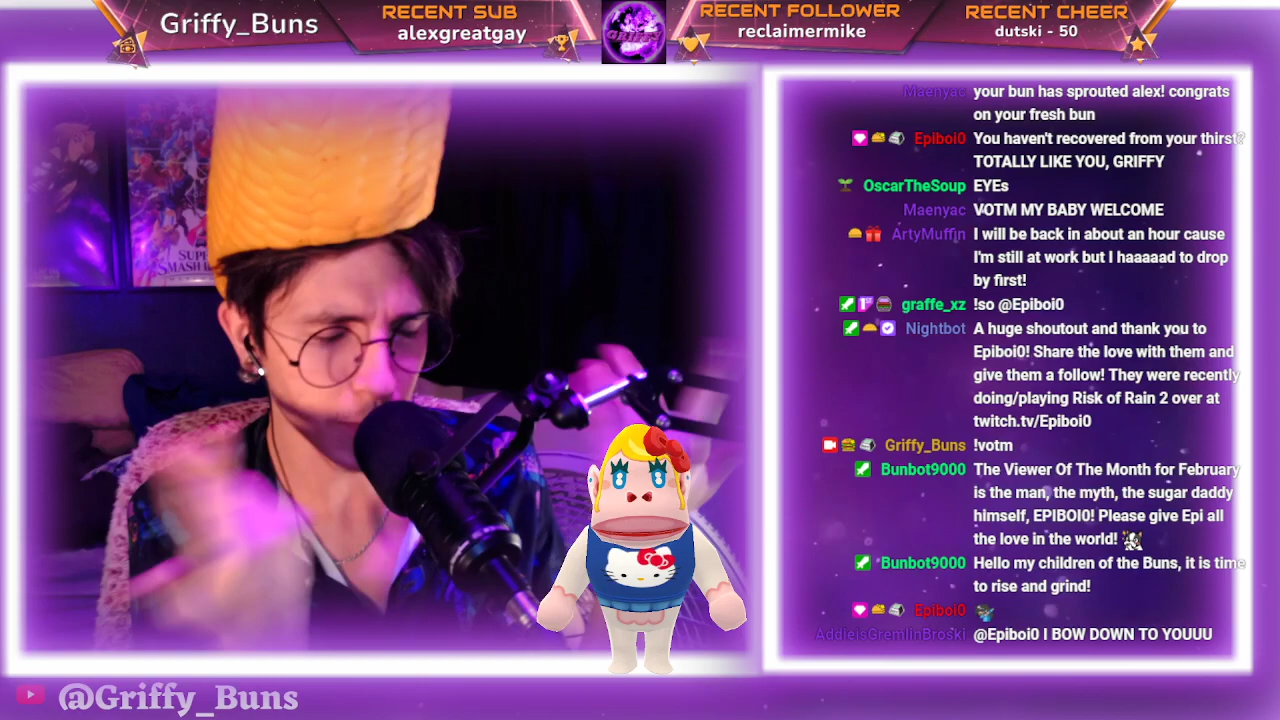 Griffy_Buns
RECENT SUB
alexgreatgay
GRIFFY
RECENT FOLLOWER
reclaimermike
RECENT CHEER
dutski - 50
SUPER
SMASH B
Maenyac your bun has sprouted alex! congrats
on your fresh bun
Epiboi0 You haven't recovered from your thirst?
TOTALLY LIKE YOU, GRIFFY
OscarTheSoup EYEs
Maenyac VOTM MY BABY WELCOME
ArtyMuffin I will be back in about an hour cause
I'm still at work but I haaaaad to drop
by first!
graffe_xz !so @Epiboi0
Nightbot A huge shoutout and thank you to
Epiboi0! Share the love with them and
give them a follow! They were recently
doing/playing Risk of Rain 2 over at
twitch.tv/Epiboi0
Griffy_Buns !votm
Bunbot9000 The Viewer Of The Month for February
is the man, the myth, the sugar daddy
himself, EPIBOI0! Please give Epi all
the love in the world!
Bunbot9000 Hello my children of the Buns, it is time
to rise and grind!
Epiboi0
AddieisGremlinBroski @Epiboi0 I BOW DOWN TO YOUUU
@Griffy_Buns